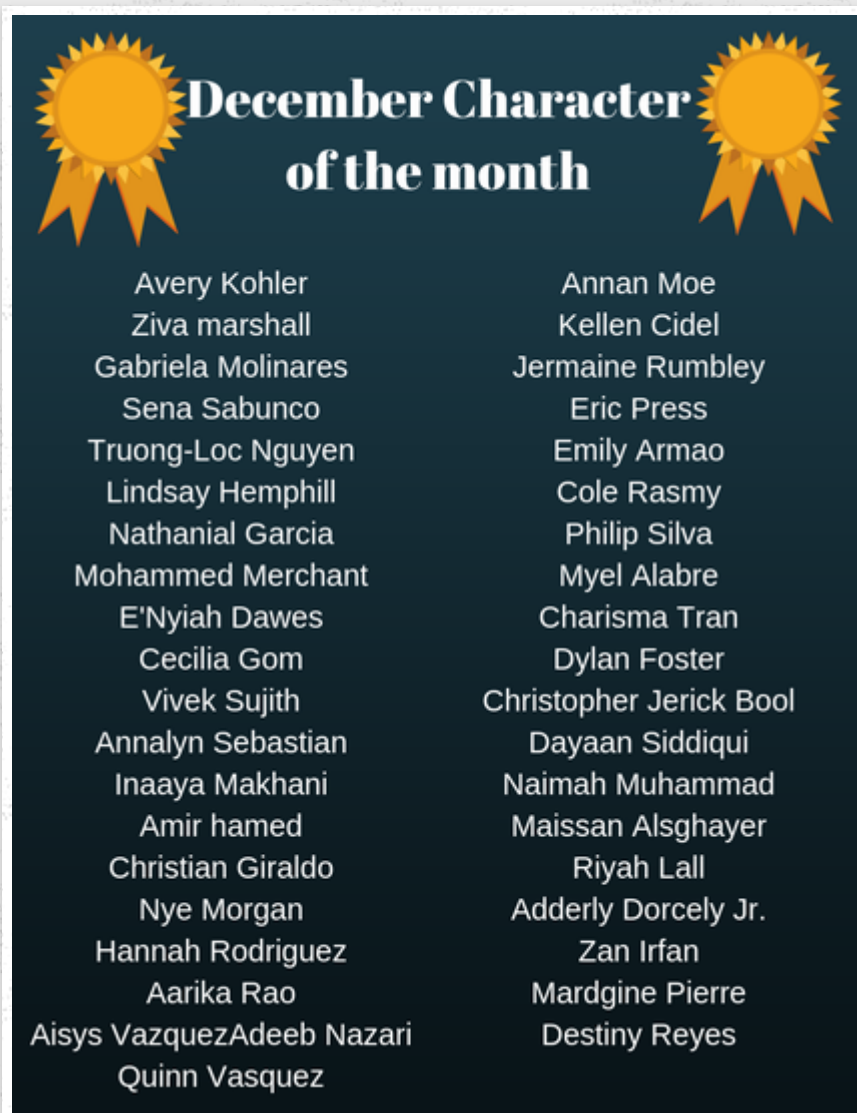 December Character
of the month
Avery Kohler
Ziva marshall
Gabriela Molinares
Sena Sabunco
Truong-Loc Nguyen
Lindsay Hemphill
Nathanial Garcia
Mohammed Merchant
E'Nyiah Dawes
Cecilia Gom
Vivek Sujith
Annalyn Sebastian
Inaaya Makhani
Amir hamed
Christian Giraldo
Nye Morgan
Hannah Rodriguez
Aarika Rao
Aisys VazquezAdeeb Nazari
Quinn Vasquez
Annan Moe
Kellen Cidel
Jermaine Rumbley
Eric Press
Emily Armao
Cole Rasmy
Philip Silva
Myel Alabre
Charisma Tran
Dylan Foster
Christopher Jerick Bool
Dayaan Siddiqui
Naimah Muhammad
Maissan Alsghayer
Riyah Lall
Adderly Dorcely Jr.
Zan Irfan
Mardgine Pierre
Destiny Reyes